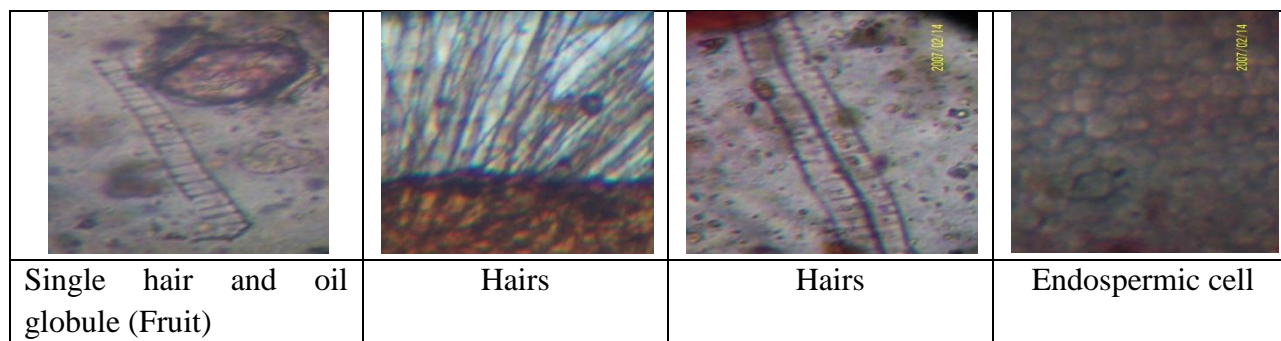 2007/02/14
2007/02/14
Single hair and oil
globule (Fruit)
Hairs
Hairs
Endospermic cell